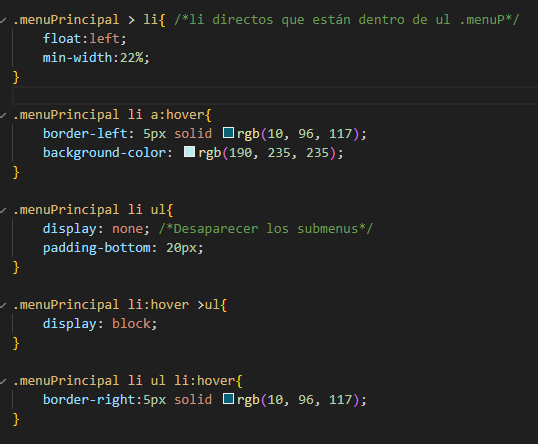 .menuPrincipal > li{ /*li directos que están dentro de ul .menuP*/
float:left;
min-width:22%;
}
.menuPrincipal li a:hover{
border-left: 5px solid rgb(10, 96, 117);
background-color: rgb(190, 235, 235);
}
.menuPrincipal li ul{
display: none; /*Desaparecer los submenus*/
padding-bottom: 20px;
}
.menuPrincipal li:hover >ul{
display: block;
}
.menuPrincipal li ul li:hover{
border-right:5px solid rgb(10, 96, 117);
}